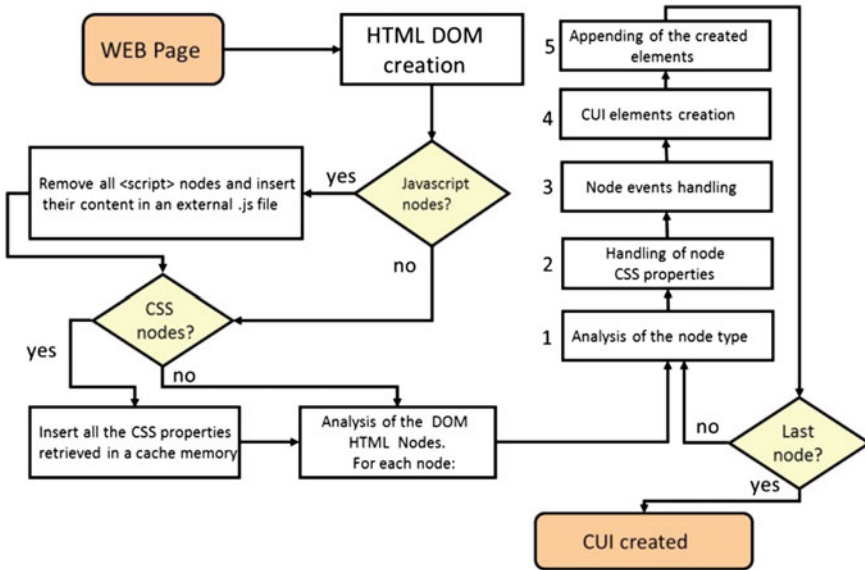 WEB Page
HTML DOM
creation
Javascript
nodes?
yes
no
Remove all <script> nodes and insert
their content in an external .js file
CSS
nodes?
yes
no
Insert all the CSS properties
retrieved in a cache memory
Analysis of the DOM
HTML Nodes.
For each node:
1
Analysis of the node type
2
Handling of node
CSS properties
3
Node events handling
4
CUI elements creation
5
Appending of the created
elements
Last
node?
no
yes
CUI created